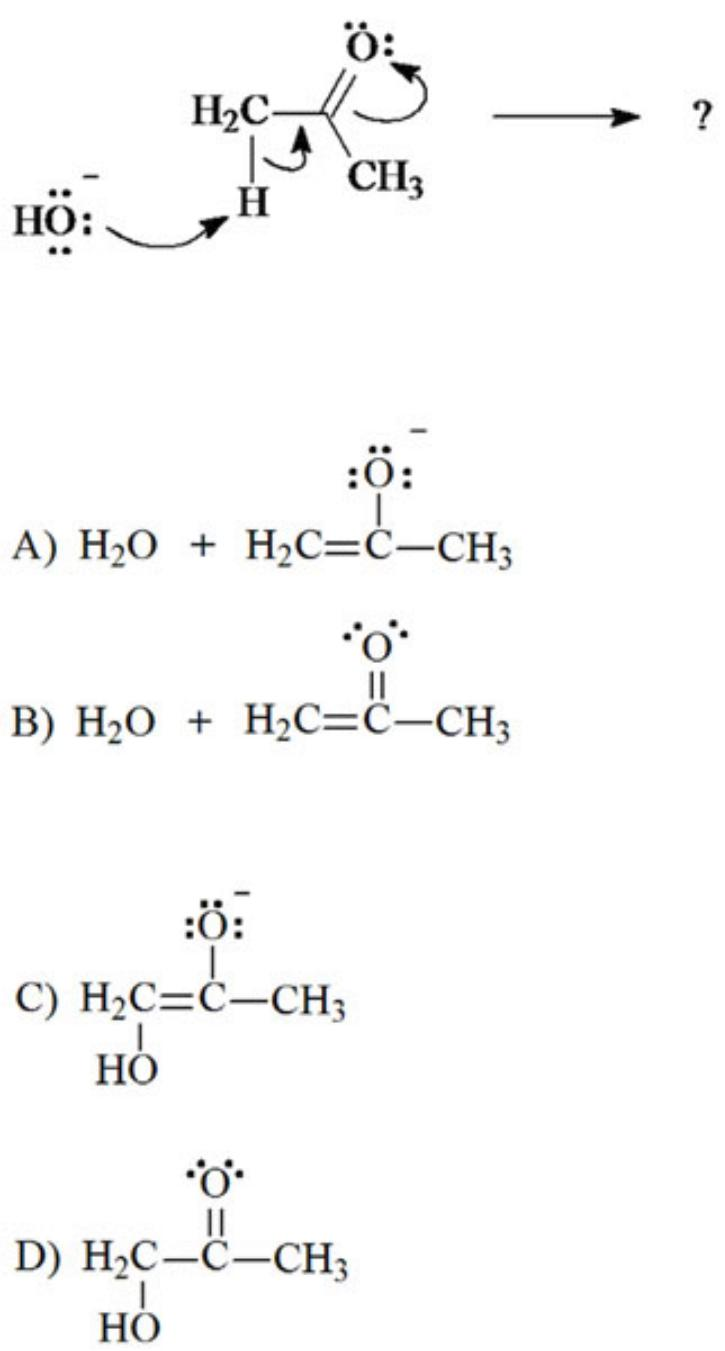 Ö:
H₂C
CH₃
H
HÖ: −
?
−
:Ö:
A) H₂O + H₂C=C—CH₃
O
B) H₂O + H₂C=C—CH₃
−
:Ö:
C) H₂C=C—CH₃
HO
O
D) H₂C—C—CH₃
HO